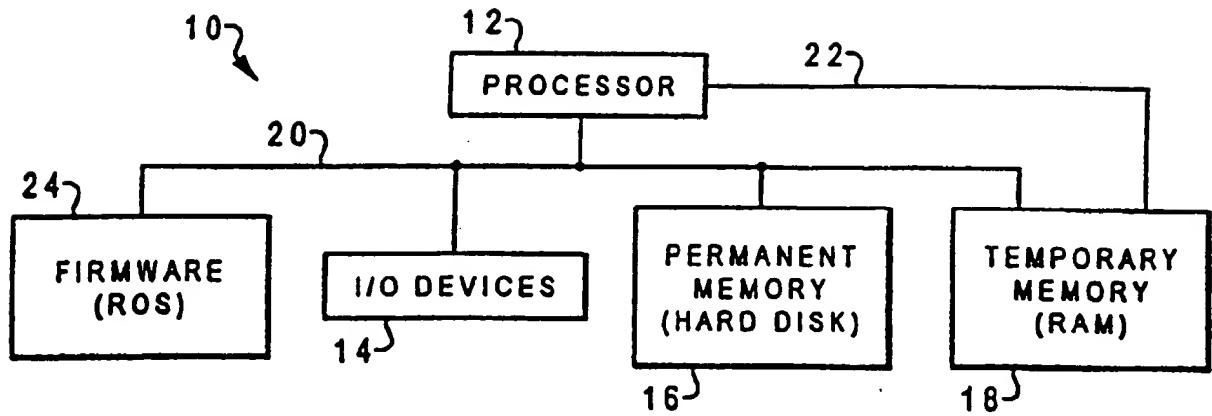 10
12
PROCESSOR
22
20
24
FIRMWARE
(ROS)
I/O DEVICES
14
PERMANENT
MEMORY
(HARD DISK)
16
TEMPORARY
MEMORY
(RAM)
18